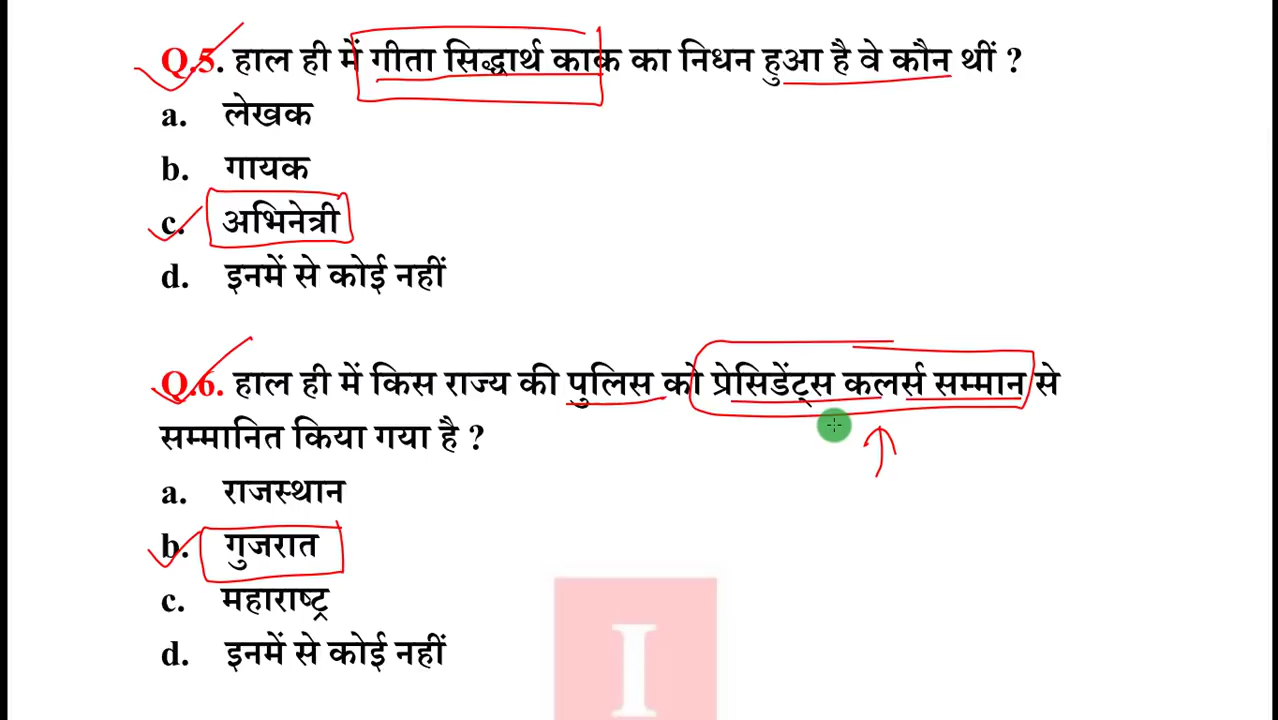 Q.5. हाल ही में गीता सिद्धार्थ काक का निधन हुआ है वे कौन थीं ?
a. लेखक
b. गायक
c. अभिनेत्री
d. इनमें से कोई नहीं
Q.6. हाल ही में किस राज्य की पुलिस को प्रेसिडेंट्स कलर्स सम्मान से
सम्मानित किया गया है ?
a. राजस्थान
b. गुजरात
c. महाराष्ट्र
d. इनमें से कोई नहीं
I